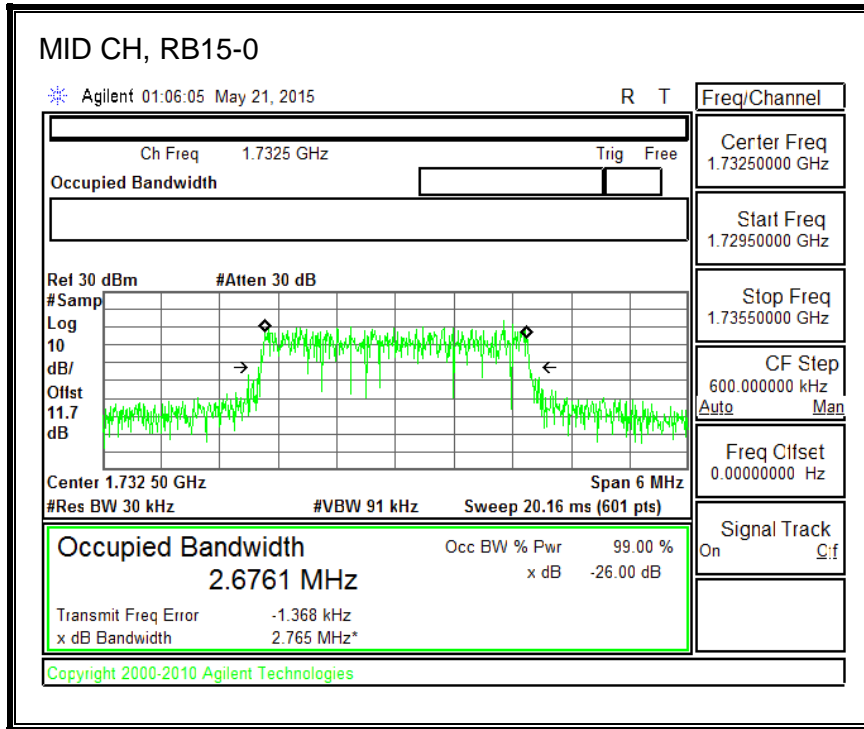 MID CH, RB15-0
Agilent 01:06:05 May 21, 2015 R T
Freq/Channel
Ch Freq 1.7325 GHz Trig Free
Occupied Bandwidth
Center Freq
1.73250000 GHz
Start Freq
1.72950000 GHz
Stop Freq
1.73550000 GHz
CF Step
600.000000 kHz
Auto Man
Freq Offset
0.00000000 Hz
Signal Track
On Off
Ref 30 dBm #Atten 30 dB
#Samp
Log
10
dB/
Offst
11.7
dB
Center 1.732 50 GHz Span 6 MHz
#Res BW 30 kHz #VBW 91 kHz Sweep 20.16 ms (601 pts)
Occupied Bandwidth
2.6761 MHz
Occ BW % Pwr 99.00 %
x dB -26.00 dB
Transmit Freq Error -1.368 kHz
x dB Bandwidth 2.765 MHz*
Copyright 2000-2010 Agilent Technologies